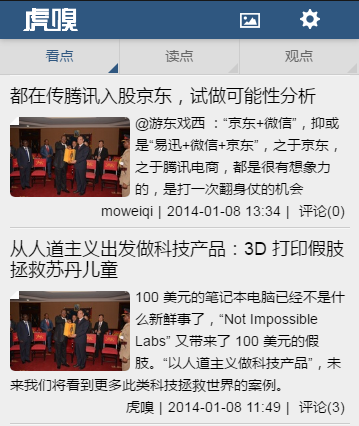 虎嗅
看点
读点
观点
都在传腾讯入股京东，试做可能性分析
@游东戏西 ：“京东+微信”，抑或
是“易迅+微信+京东”，之于京东，
之于腾讯电商，都是很有想象力
的，是打一次翻身仗的机会
moweiqi | 2014-01-08 13:34 | 评论(0)
从人道主义出发做科技产品：3D 打印假肢
拯救苏丹儿童
100 美元的笔记本电脑已经不是什
么新鲜事了，“Not Impossible
Labs” 又带来了 100 美元的假
肢。“以人道主义做科技产品”，未
来我们将看到更多此类科技拯救世界的案例。
虎嗅 | 2014-01-08 11:49 | 评论(3)